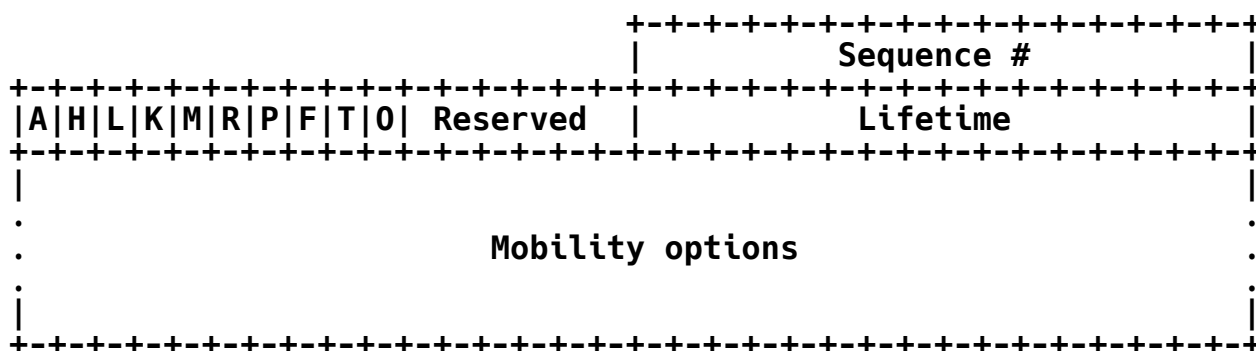 Sequence #
|A|H|L|K|M|R|P|F|T|O| Reserved | Lifetime |
Mobility options